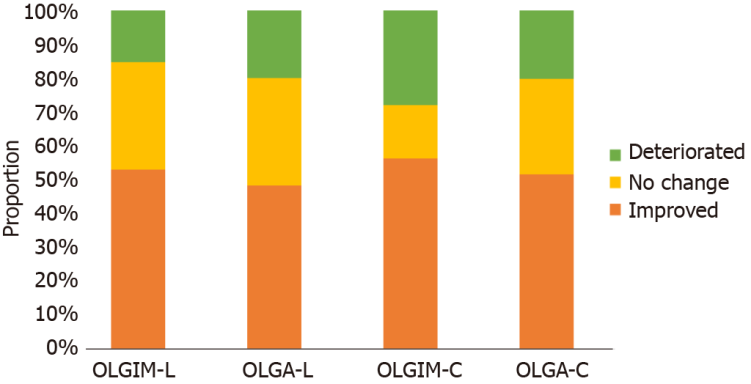 100%
90%
80%
70%
60%
50%
40%
30%
20%
10%
0%
Proportion
OLGIM-L OLGA-L OLGIM-C OLGA-C
Deteriorated
No change
Improved